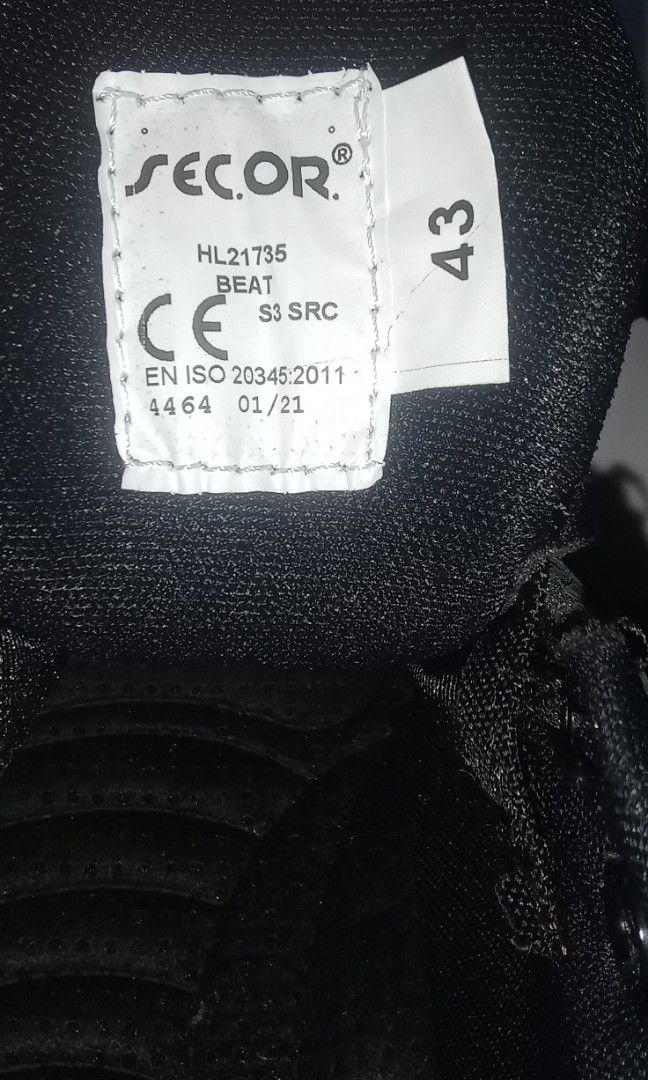 .SEC.OR.®
HL21735
BEAT
CE S3 SRC
EN ISO 20345:2011
4464 01/21
43